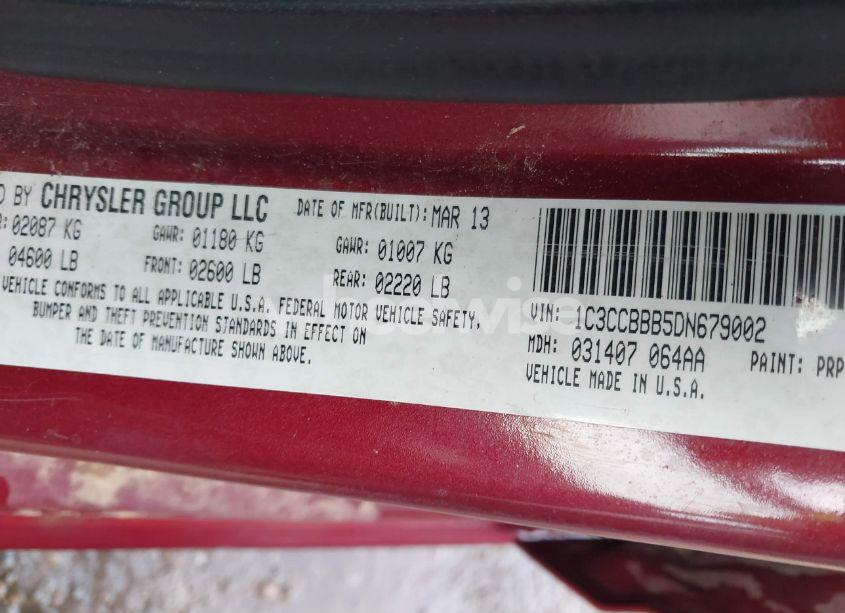 D BY CHRYSLER GROUP LLC DATE OF MFR(BUILT): MAR 13
R: 02087 KG GAWR: 01180 KG GAWR: 01007 KG
04600 LB FRONT: 02600 LB REAR: 02220 LB
VEHICLE CONFORMS TO ALL APPLICABLE U.S.A. FEDERAL MOTOR VEHICLE SAFETY,
BUMPER AND THEFT PREVENTION STANDARDS IN EFFECT ON
THE DATE OF MANUFACTURE SHOWN ABOVE.
VIN: 1C3CCBBB5DN679002
MDH: 031407 064AA PAINT: PRP
VEHICLE MADE IN U.S.A.